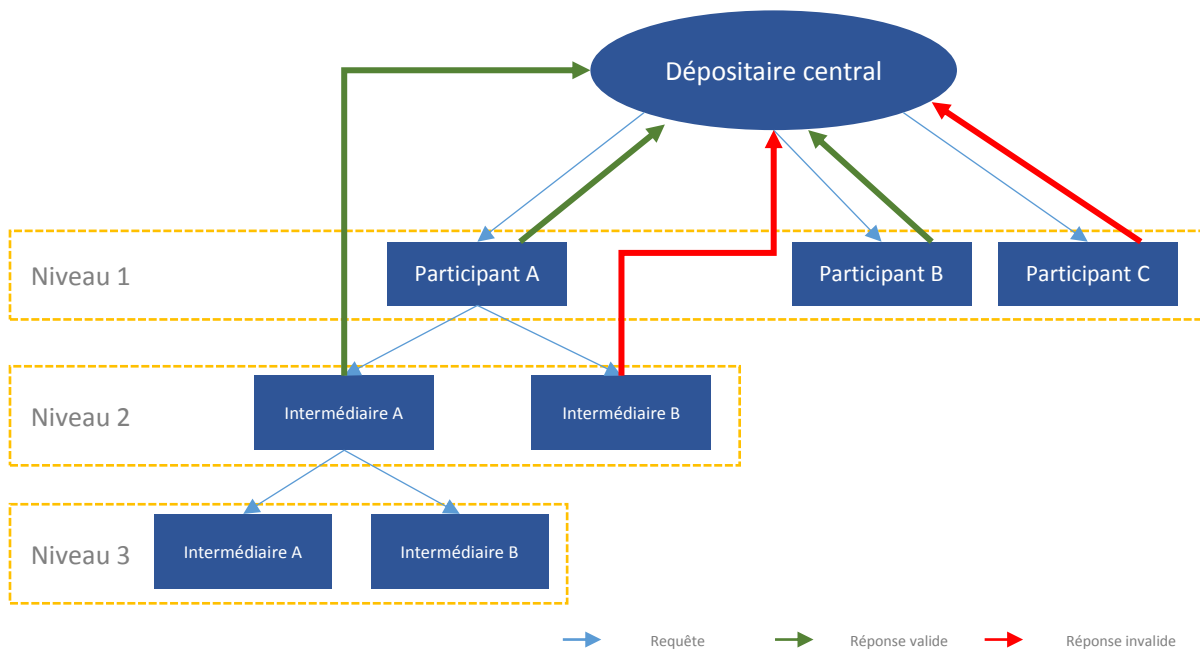 Dépositaire central
Niveau 1
Participant A
Participant B
Participant C
Niveau 2
Intermédiaire A
Intermédiaire B
Niveau 3
Intermédiaire A
Intermédiaire B
Requête
Réponse valide
Réponse invalide